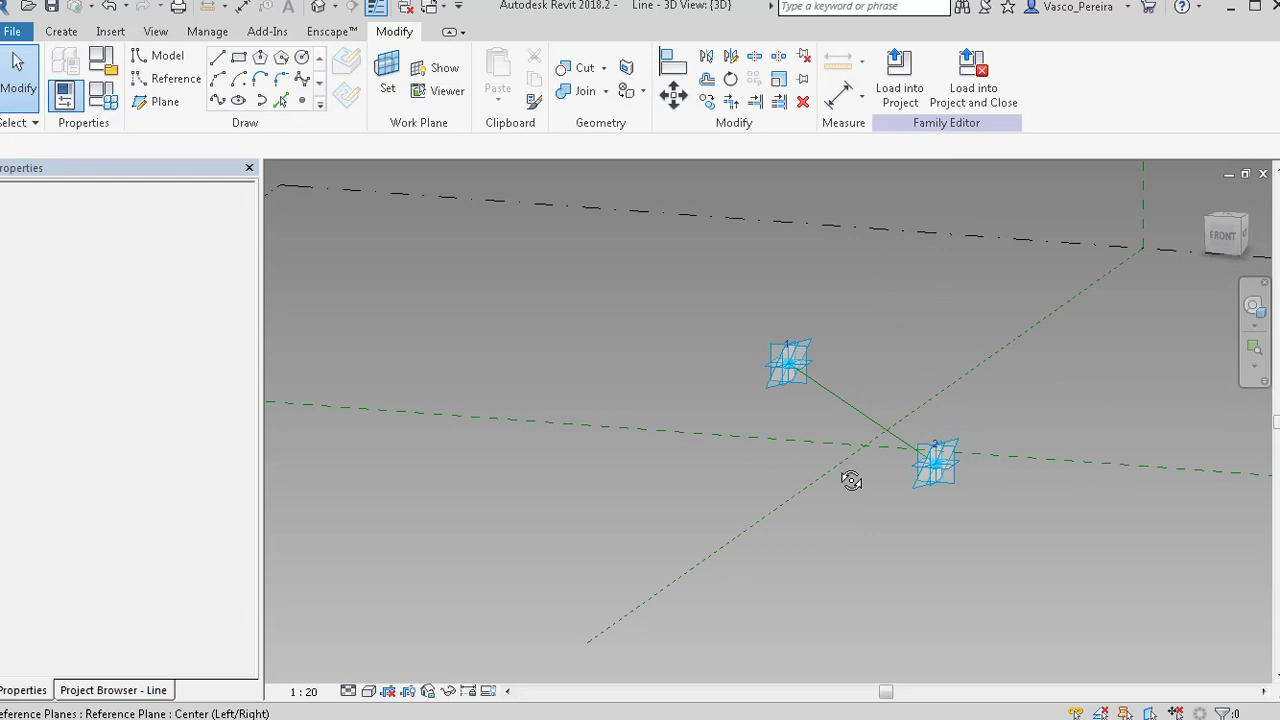 Autodesk Revit 2018.2 - Line - 3D View: {3D}
Type a keyword or phrase
Vasco_Pereira
File Create Insert View Manage Add-Ins Enscape™ Modify
Modify
Select
Properties
Model
Reference
Plane
Draw
Set
Show
Viewer
Work Plane
Paste
Clipboard
Cut
Join
Geometry
Modify
Measure
Load into
Project
Load into
Project and Close
Family Editor
roperties
FRONT
1
2
1 : 20
Properties
Project Browser - Line
eference Planes : Reference Plane : Center (Left/Right)
:0